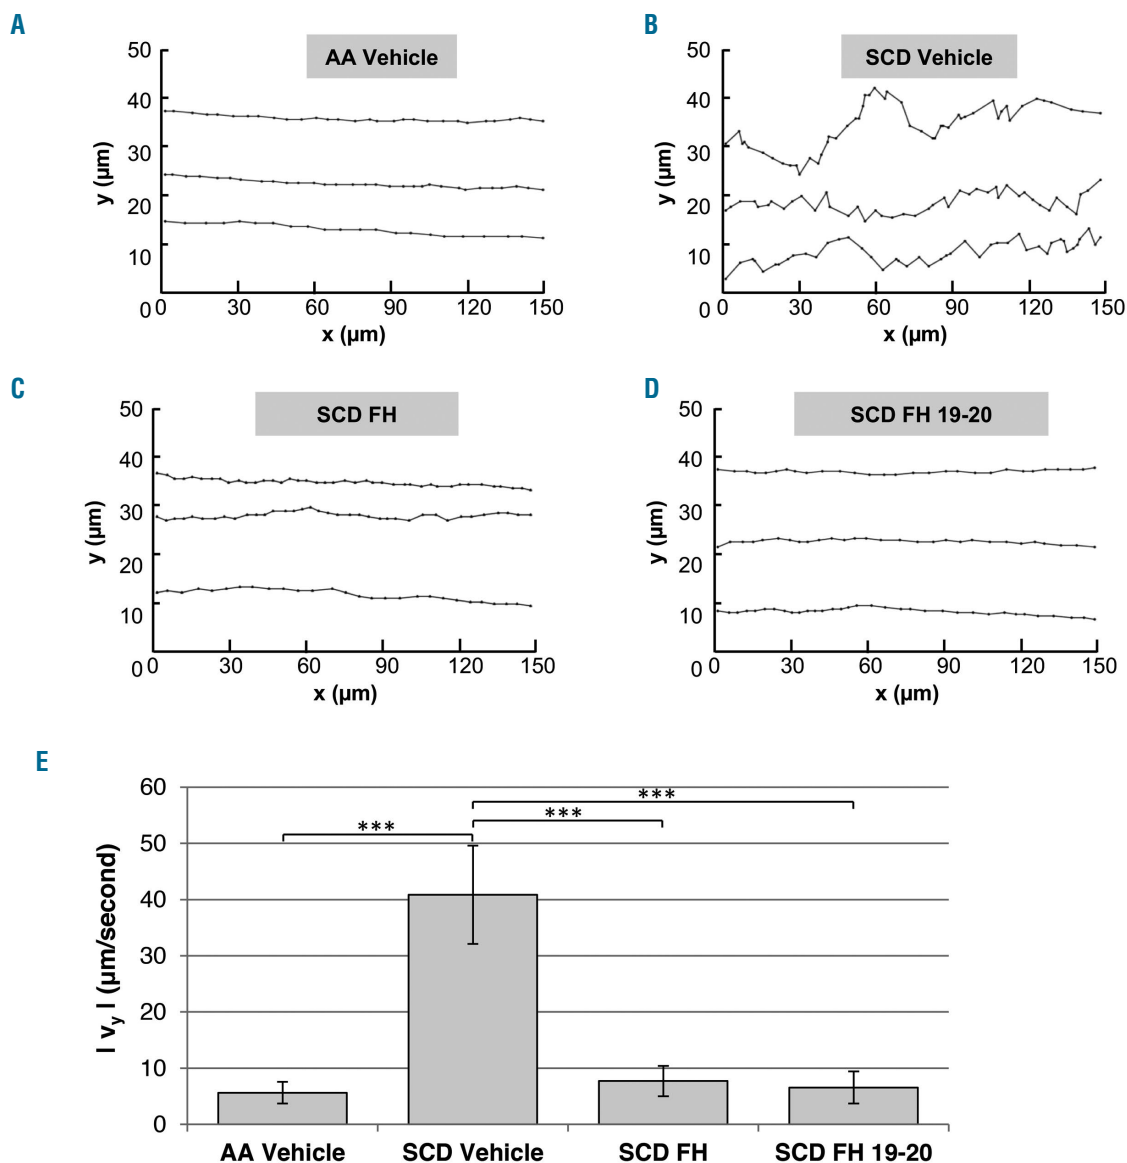 A
AA Vehicle
50
40
30
20
10
0
0 30 60 90 120 150
y (µm)
x (µm)
B
SCD Vehicle
50
40
30
20
10
0
0 30 60 90 120 150
y (µm)
x (µm)
C
SCD FH
50
40
30
20
10
0
0 30 60 90 120 150
y (µm)
x (µm)
D
SCD FH 19-20
50
40
30
20
10
0
0 30 60 90 120 150
y (µm)
x (µm)
E
60
50
40
30
20
10
0
| vy | (µm/second)
***
***
***
AA Vehicle SCD Vehicle SCD FH SCD FH 19-20